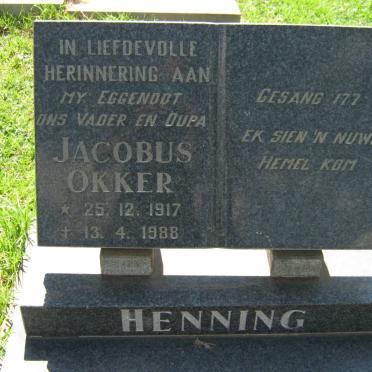 IN LIEFDEVOLLE
HERINNERING AAN
MY EGGENOOT
ONS VADER EN OUPA
JACOBUS
OKKER
* 25. 12. 1917
+ 13. 4. 1988
GESANG 177
EK SIEN 'N NUWE
HEMEL KOM
HENNING